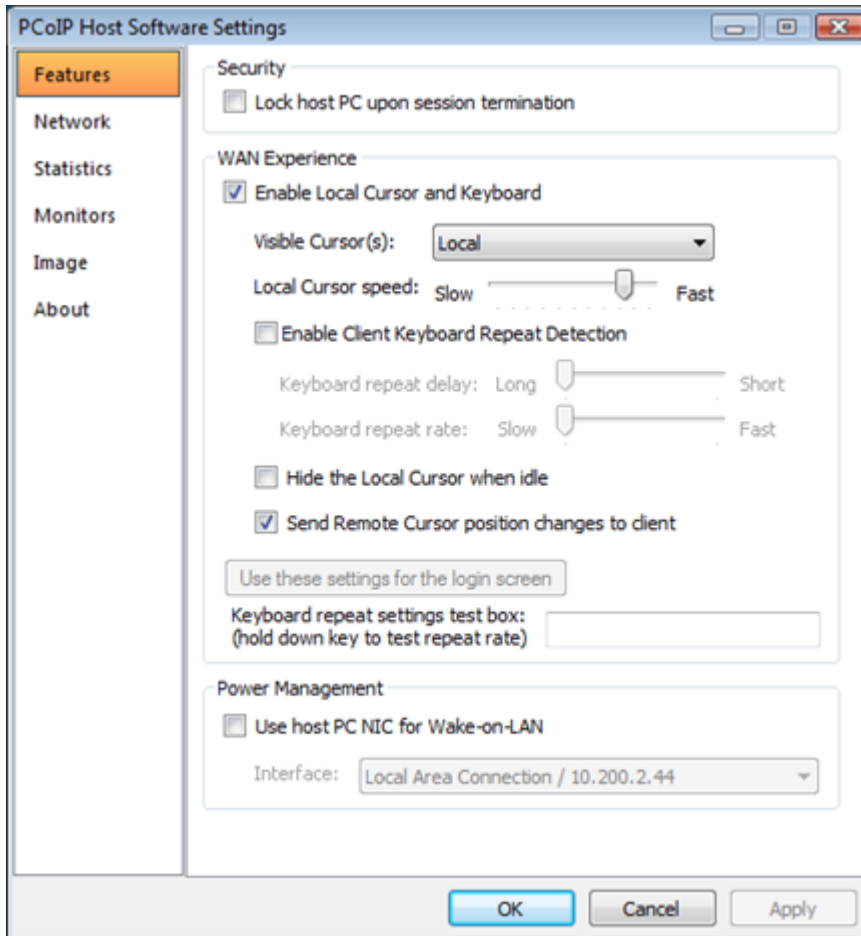 PCoIP Host Software Settings
Features
Network
Statistics
Monitors
Image
About
Security
Lock host PC upon session termination
WAN Experience
Enable Local Cursor and Keyboard
Visible Cursor(s): Local
Local Cursor speed: Slow Fast
Enable Client Keyboard Repeat Detection
Keyboard repeat delay: Long Short
Keyboard repeat rate: Slow Fast
Hide the Local Cursor when idle
Send Remote Cursor position changes to client
Use these settings for the login screen
Keyboard repeat settings test box:
(hold down key to test repeat rate)
Power Management
Use host PC NIC for Wake-on-LAN
Interface: Local Area Connection / 10.200.2.44
OK Cancel Apply